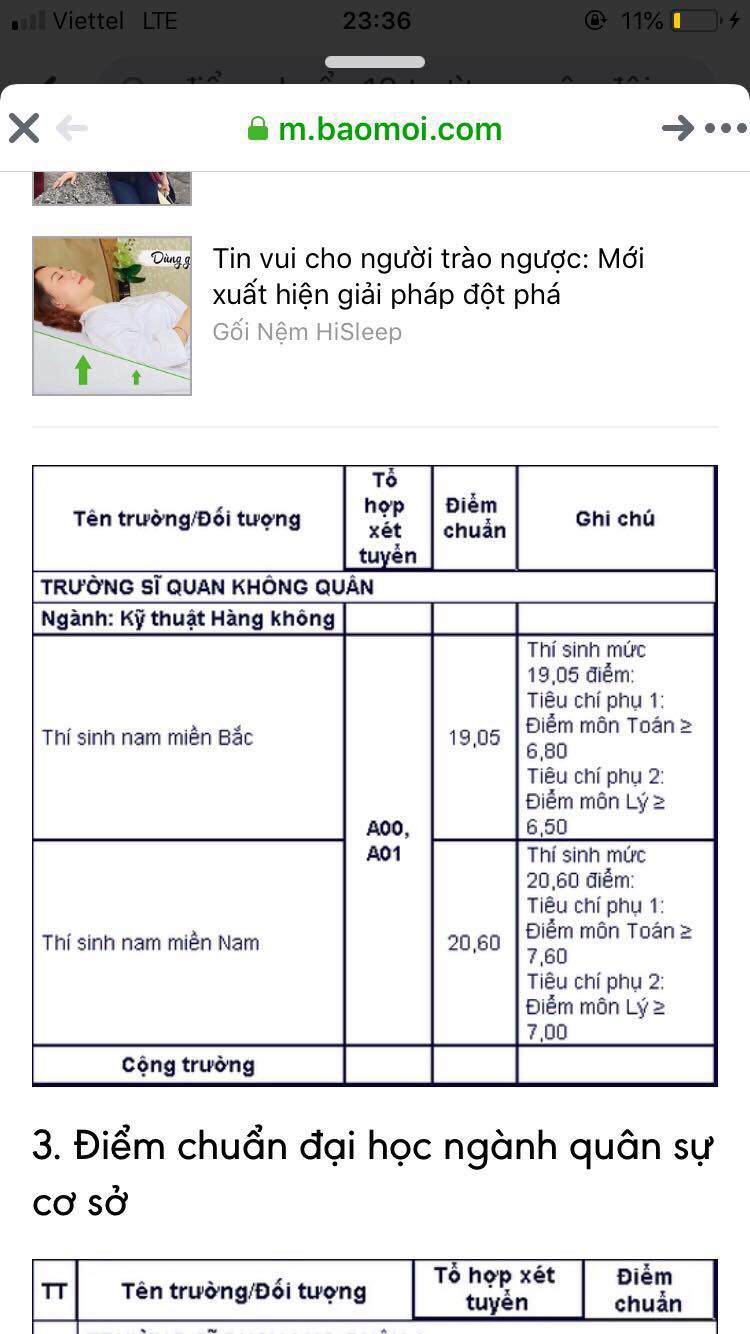 Viettel LTE 23:36 11%
m.baomoi.com
Dùng g
Tin vui cho người trào ngược: Mới
xuất hiện giải pháp đột phá
Gối Nệm HiSleep
Tên trường/Đối tượng
Tổ
hợp
xét
tuyển
Điểm
chuẩn
Ghi chú
TRƯỜNG SĨ QUAN KHÔNG QUÂN
Ngành: Kỹ thuật Hàng không
Thí sinh nam miền Bắc
A00,
A01
19,05
Thí sinh mức
19,05 điểm:
Tiêu chí phụ 1:
Điểm môn Toán ≥
6,80
Tiêu chí phụ 2:
Điểm môn Lý ≥
6,50
Thí sinh nam miền Nam
20,60
Thí sinh mức
20,60 điểm:
Tiêu chí phụ 1:
Điểm môn Toán ≥
7,60
Tiêu chí phụ 2:
Điểm môn Lý ≥
7,00
Cộng trường
3. Điểm chuẩn đại học ngành quân sự
cơ sở
TT
Tên trường/Đối tượng
Tổ hợp xét
tuyển
Điểm
chuẩn